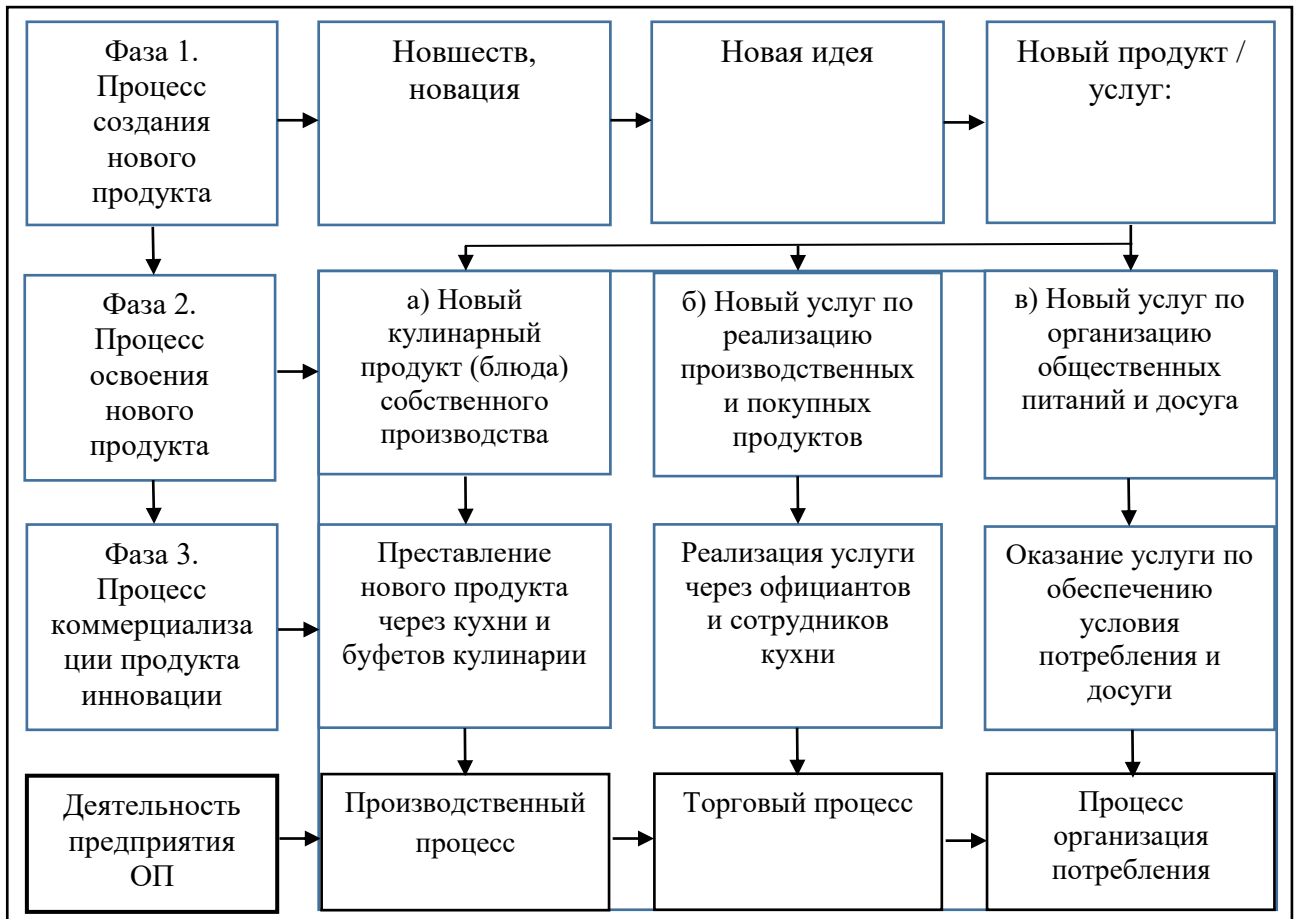 Фаза 1.
Процесс
создания
нового
продукта
Новшеств,
новация
Новая идея
Новый продукт /
услуг:
Фаза 2.
Процесс
освоения
нового
продукта
а) Новый
кулинарный
продукт (блюда)
собственного
производства
б) Новый услуг по
реализацию
производственных
и покупных
продуктов
в) Новый услуг по
организацию
общественных
питаний и досуга
Фаза 3.
Процесс
коммерциализа
ции продукта
инновации
Преставление
нового продукта
через кухни и
буфетов кулинарии
Реализация услуги
через официантов
и сотрудников
кухни
Оказание услуги по
обеспечению
условия
потребления и
досуги
Деятельность
предприятия
ОП
Производственный
процесс
Торговый процесс
Процесс
организация
потребления